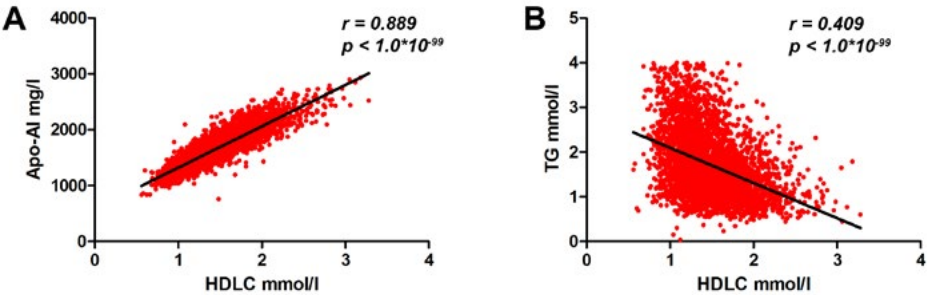 A
r = 0.889
p < 1.0*10^-99
Apo-AI mg/l
4000
3000
2000
1000
0
0 1 2 3 4
HDLC mmol/l
B
r = 0.409
p < 1.0*10^-99
TG mmol/l
5
4
3
2
1
0
0 1 2 3 4
HDLC mmol/l